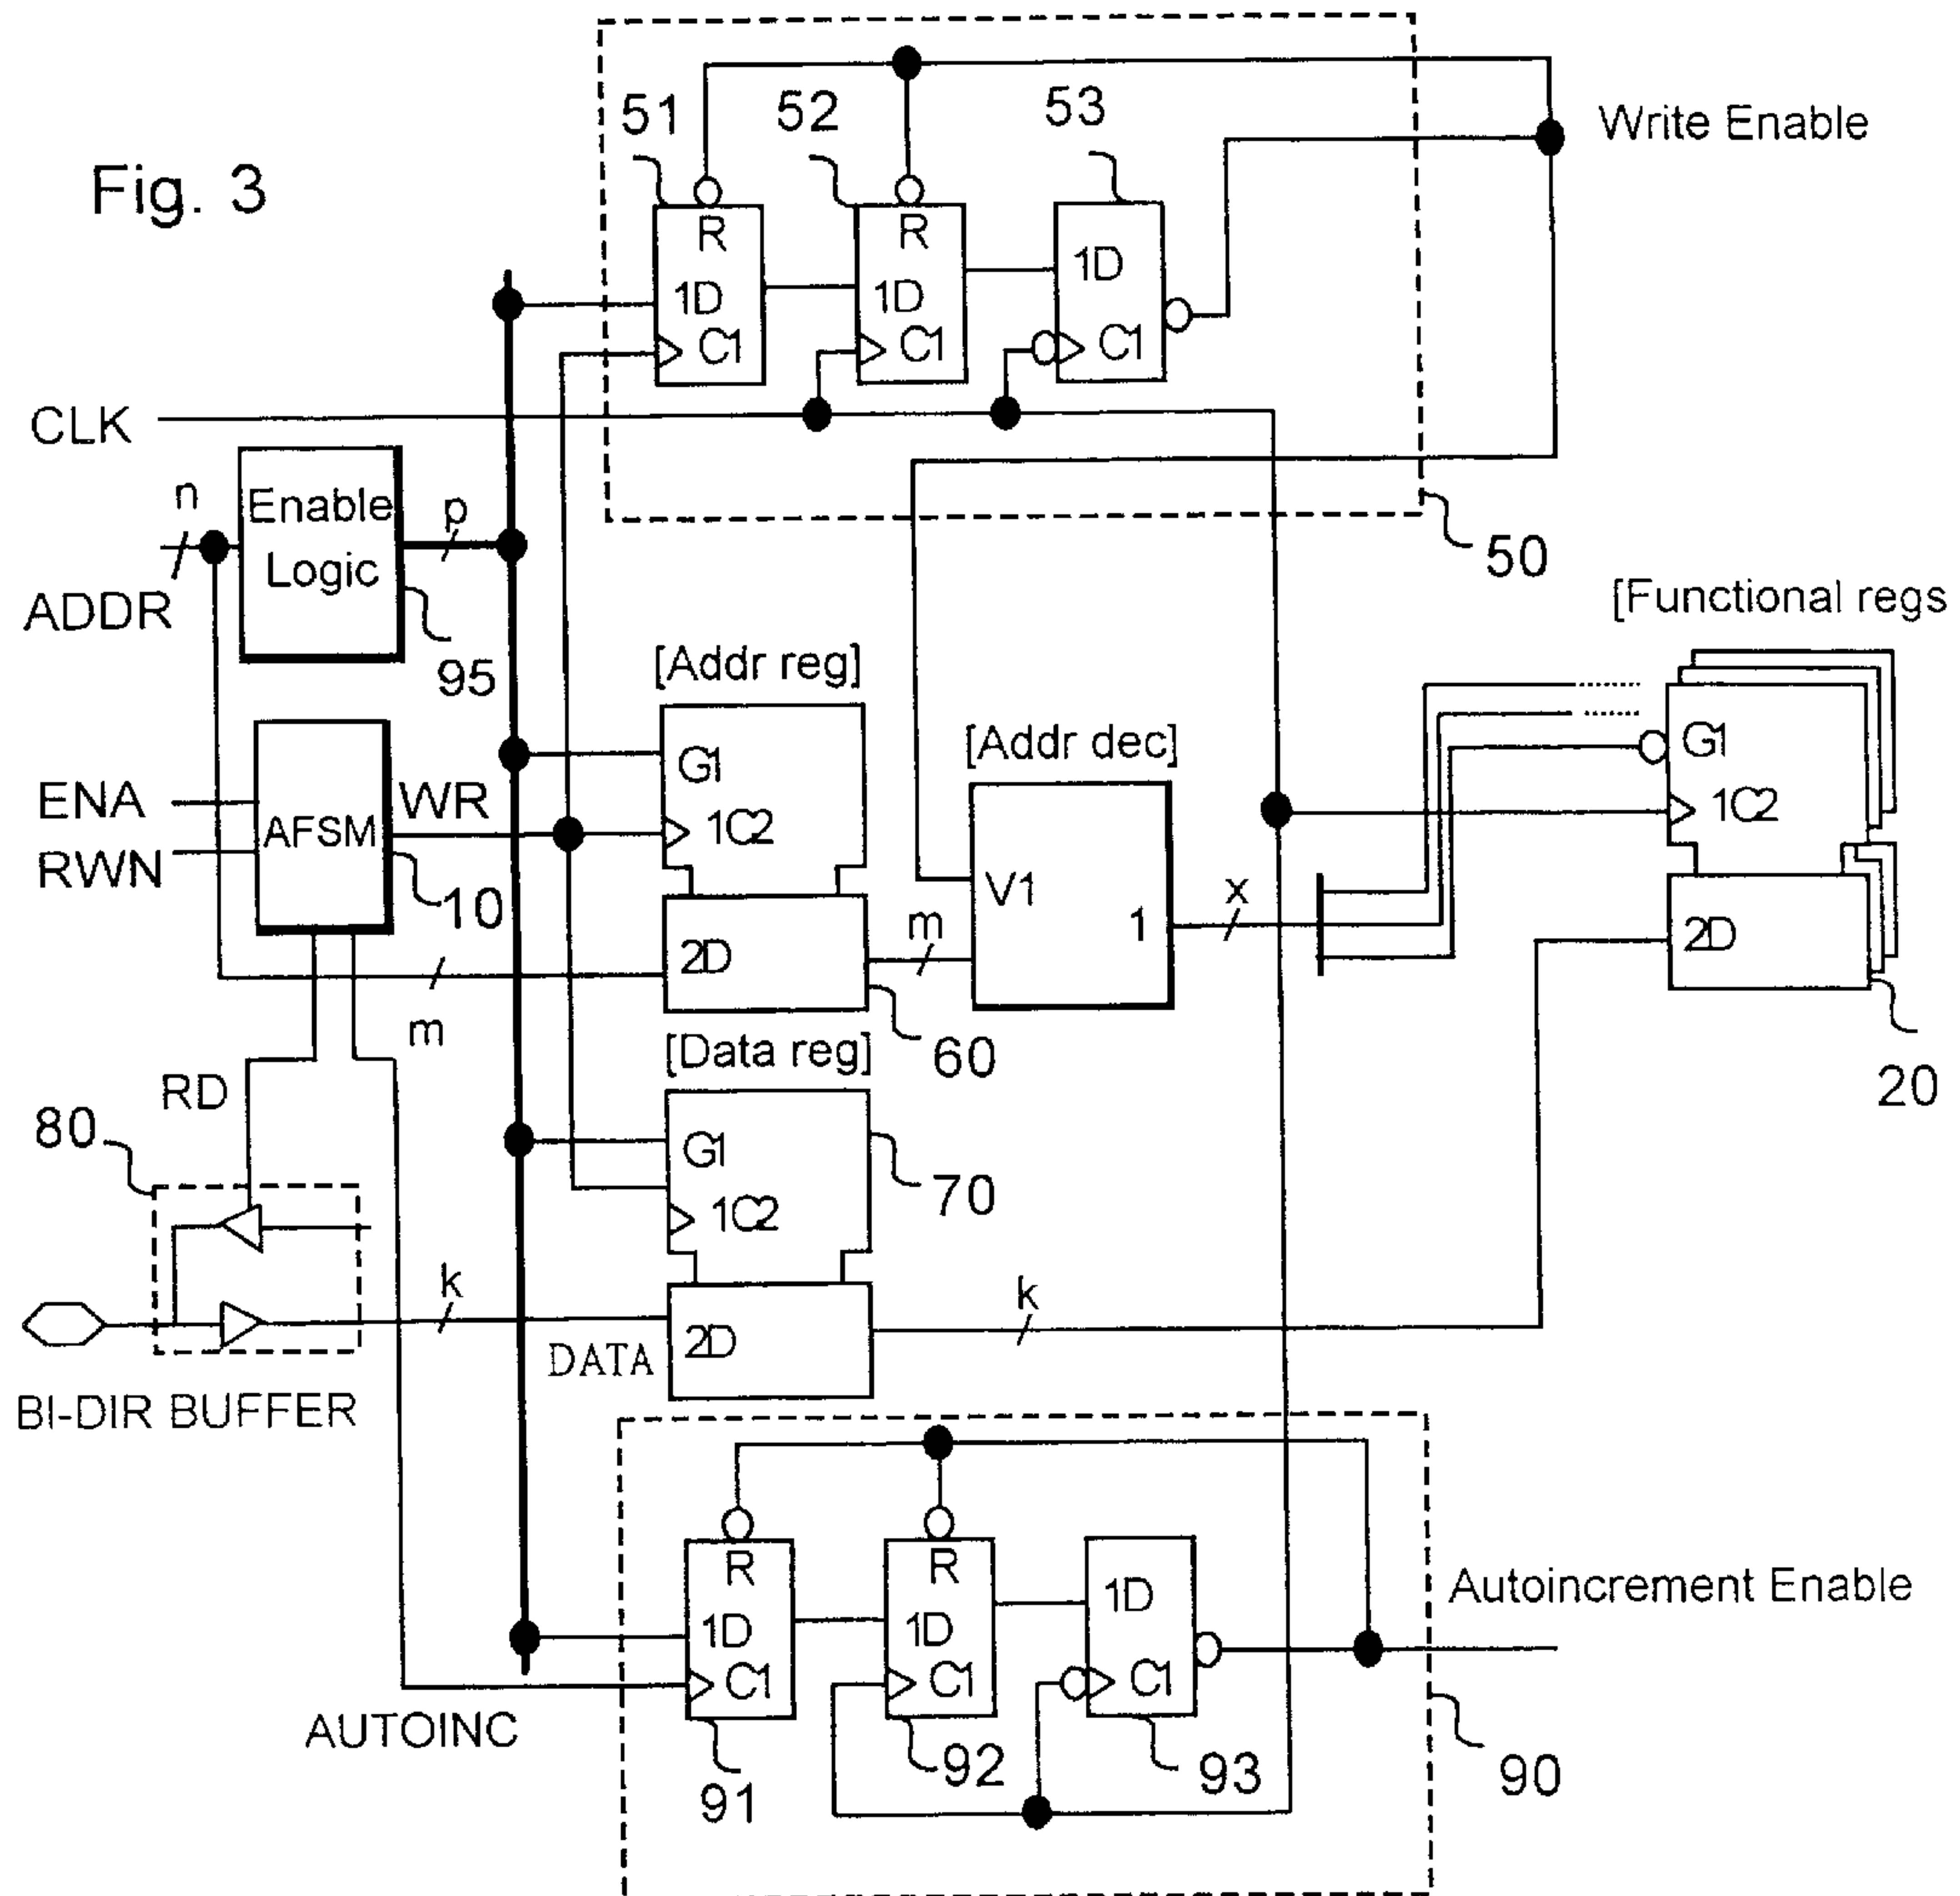 Fig. 3
51
52
53
Write Enable
R
1D
C1
R
1D
C1
1D
C1
CLK
n
Enable
Logic
p
ADDR
95
50
[Functional regs
[Addr reg]
G1
1C2
2D
[Addr dec]
V1
1
x
G1
1C2
2D
20
ENA
RWN
AFSM
WR
10
m
m
60
RD
80
[Data reg]
G1
1C2
70
k
DATA
2D
k
BI-DIR BUFFER
R
1D
C1
R
1D
C1
1D
C1
Autoincrement Enable
AUTOINC
91
92
93
90